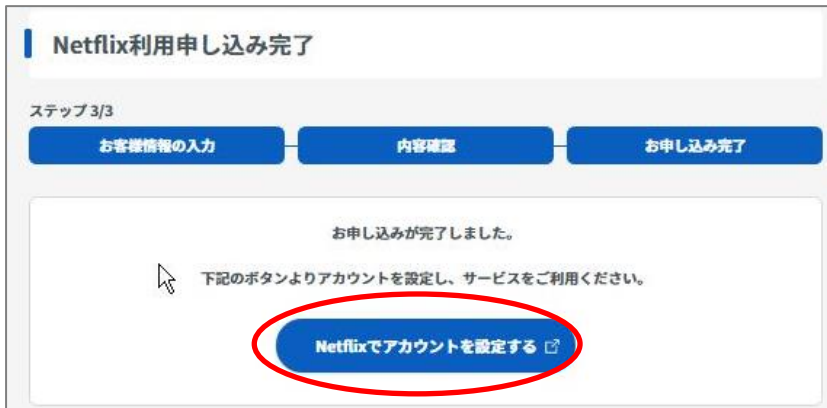 Netflix利用申し込み完了
ステップ 3/3
お客様情報の入力
内容確認
お申し込み完了
お申し込みが完了しました。
下記のボタンよりアカウントを設定し、サービスをご利用ください。
Netflixでアカウントを設定する